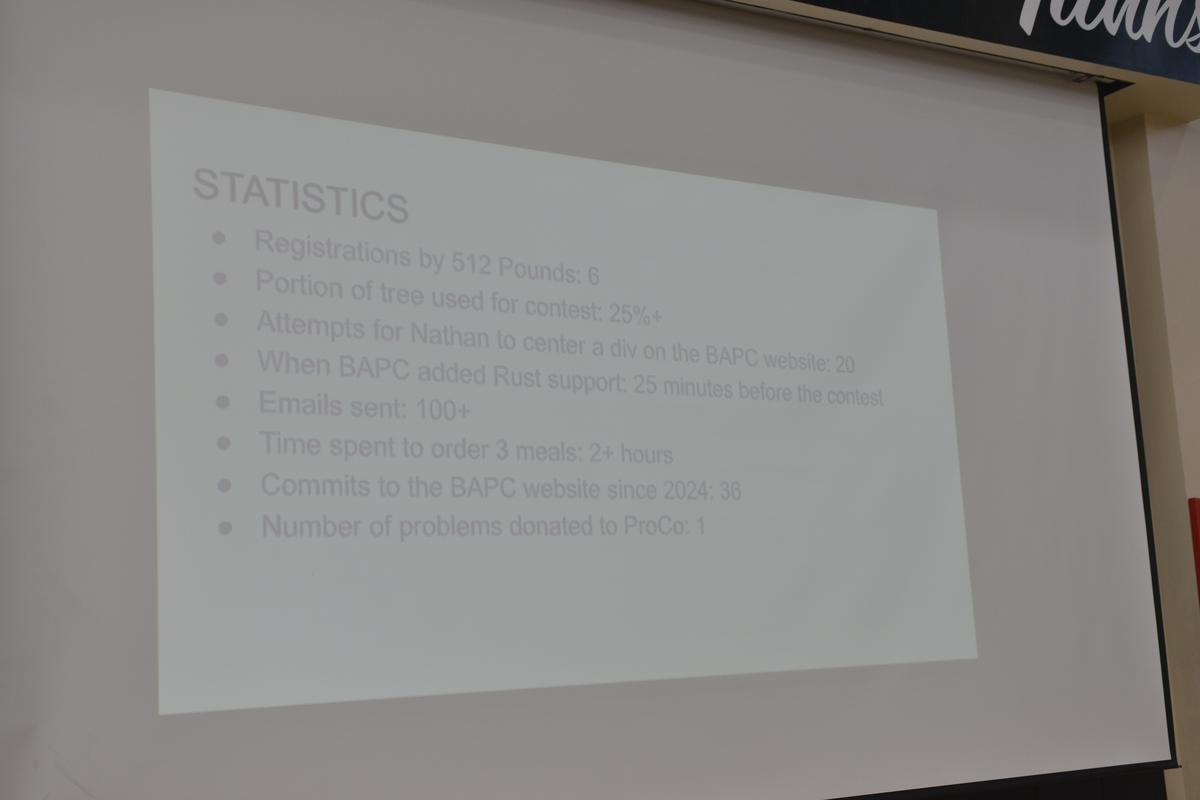 STATISTICS
● Registrations by 512 Pounds: 6
● Portion of tree used for contest: 25%+
● Attempts for Nathan to center a div on the BAPC website: 20
● When BAPC added Rust support: 25 minutes before the contest
● Emails sent: 100+
● Time spent to order 3 meals: 2+ hours
● Commits to the BAPC website since 2024: 36
● Number of problems donated to ProCo: 1